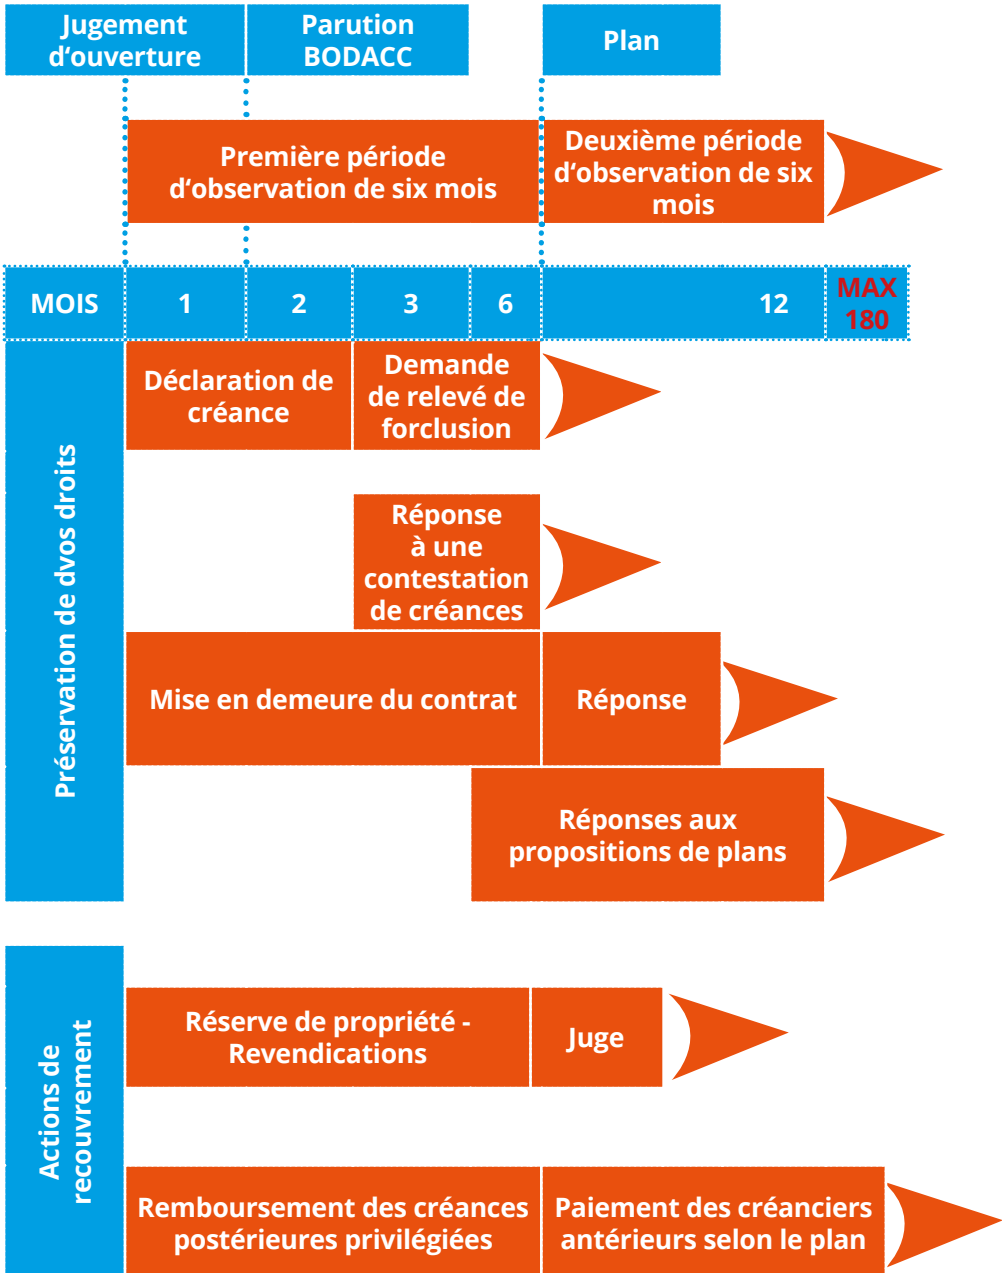 Jugement
d‘ouverture
Parution
BODACC
Plan
Première période
d‘observation de six mois
Deuxième période
d‘observation de six
mois
MOIS
1
2
3
6
12
MAX
180
Préservation de dvos droits
Déclaration de
créance
Demande
de relevé de
forclusion
Réponse
à une
contestation
de créances
Mise en demeure du contrat
Réponse
Réponses aux
propositions de plans
Actions de
recouvrement
Réserve de propriété -
Revendications
Juge
Remboursement des créances
postérieures privilégiées
Paiement des créanciers
antérieurs selon le plan